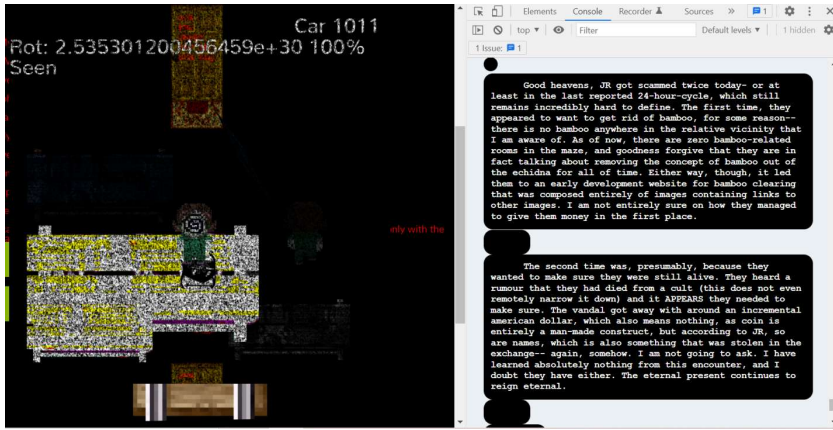 Car 1011
Rot: 2.535301200456459e+30 100%
Seen
inly with the
Elements Console Recorder Sources » 1
top ▼ Filter Default levels ▼ 1 hidden
1 Issue: 1
Good heavens, JR got scammed twice today- or at
least in the last reported 24-hour-cycle, which still
remains incredibly hard to define. The first time, they
appeared to want to get rid of bamboo, for some reason--
there is no bamboo anywhere in the relative vicinity that
I am aware of. As of now, there are zero bamboo-related
rooms in the maze, and goodness forgive that they are in
fact talking about removing the concept of bamboo out of
the echidna for all of time. Either way, though, it led
them to an early development website for bamboo clearing
that was composed entirely of images containing links to
other images. I am not entirely sure on how they managed
to give them money in the first place.
The second time was, presumably, because they
wanted to make sure they were still alive. They heard a
rumour that they had died from a cult (this does not even
remotely narrow it down) and it APPEARS they needed to
make sure. The vandal got away with around an incremental
american dollar, which also means nothing, as coin is
entirely a man-made construct, but according to JR, so
are names, which is also something that was stolen in the
exchange-- again, somehow. I am not going to ask. I have
learned absolutely nothing from this encounter, and I
doubt they have either. The eternal present continues to
reign eternal.